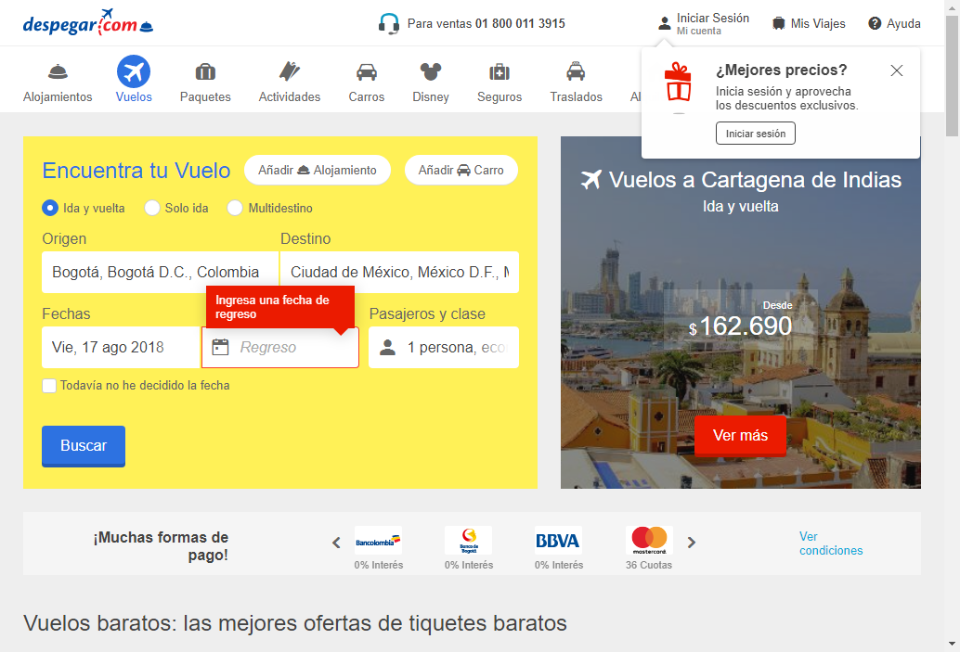 despegar.com
Para ventas 01 800 011 3915
Iniciar Sesión
Mi cuenta
Mis Viajes
Ayuda
Alojamientos
Vuelos
Paquetes
Actividades
Carros
Disney
Seguros
Traslados
Al
¿Mejores precios?
Inicia sesión y aprovecha
los descuentos exclusivos.
Iniciar sesión
Encuentra tu Vuelo
Añadir Alojamiento
Añadir Carro
Ida y vuelta
Solo ida
Multidestino
Origen
Destino
Bogotá, Bogotá D.C., Colombia
Ciudad de México, México D.F., M
Ingresa una fecha de
regreso
Fechas
Pasajeros y clase
Vie, 17 ago 2018
Regreso
1 persona, eco
Todavía no he decidido la fecha
Buscar
Vuelos a Cartagena de Indias
Ida y vuelta
Desde
$ 162.690
Ver más
¡Muchas formas de
pago!
Bancolombia
0% Interés
Banco de
Bogotá
0% Interés
BBVA
0% Interés
mastercard
36 Cuotas
Ver
condiciones
Vuelos baratos: las mejores ofertas de tiquetes baratos